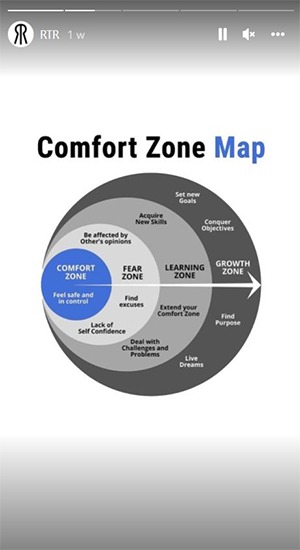 RTR 1 w
Comfort Zone Map
COMFORT
ZONE
Feel safe and
in control
FEAR
ZONE
Be affected by
Other's opinions
Find
excuses
Lack of
Self Confidence
LEARNING
ZONE
Acquire
New Skills
Extend your
Comfort Zone
Deal with
Challenges and
Problems
GROWTH
ZONE
Set new
Goals
Conquer
Objectives
Find
Purpose
Live
Dreams